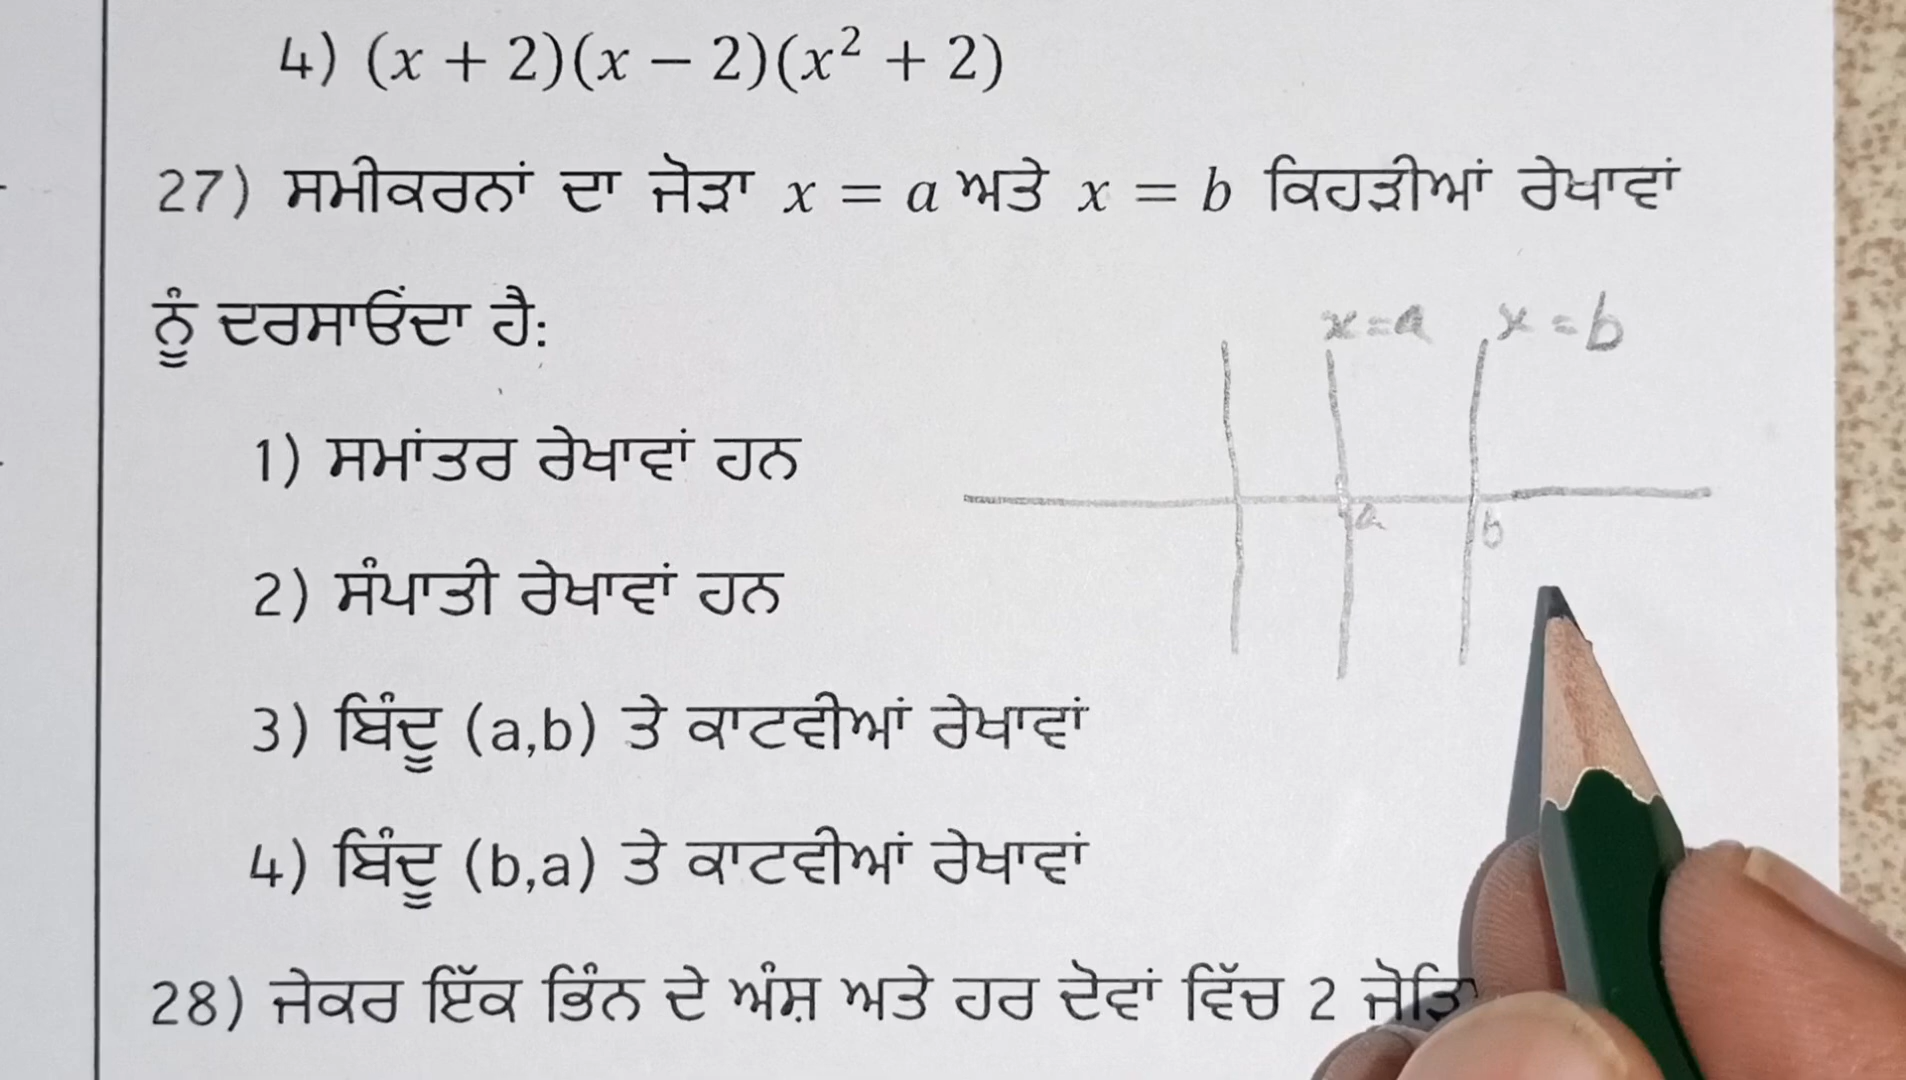 4) (x + 2)(x − 2)(x² + 2)
27) ਸਮੀਕਰਨਾਂ ਦਾ ਜੋੜਾ x = a ਅਤੇ x = b ਕਿਹੜੀਆਂ ਰੇਖਾਵਾਂ
ਨੂੰ ਦਰਸਾਓਂਦਾ ਹੈ:
x=a x=b
1) ਸਮਾਂਤਰ ਰੇਖਾਵਾਂ ਹਨ
a b
2) ਸੰਪਾਤੀ ਰੇਖਾਵਾਂ ਹਨ
3) ਬਿੰਦੂ (a,b) ਤੇ ਕਾਟਵੀਆਂ ਰੇਖਾਵਾਂ
4) ਬਿੰਦੂ (b,a) ਤੇ ਕਾਟਵੀਆਂ ਰੇਖਾਵਾਂ
28) ਜੇਕਰ ਇੱਕ ਭਿੰਨ ਦੇ ਅੰਸ਼ ਅਤੇ ਹਰ ਦੋਵਾਂ ਵਿੱਚ 2